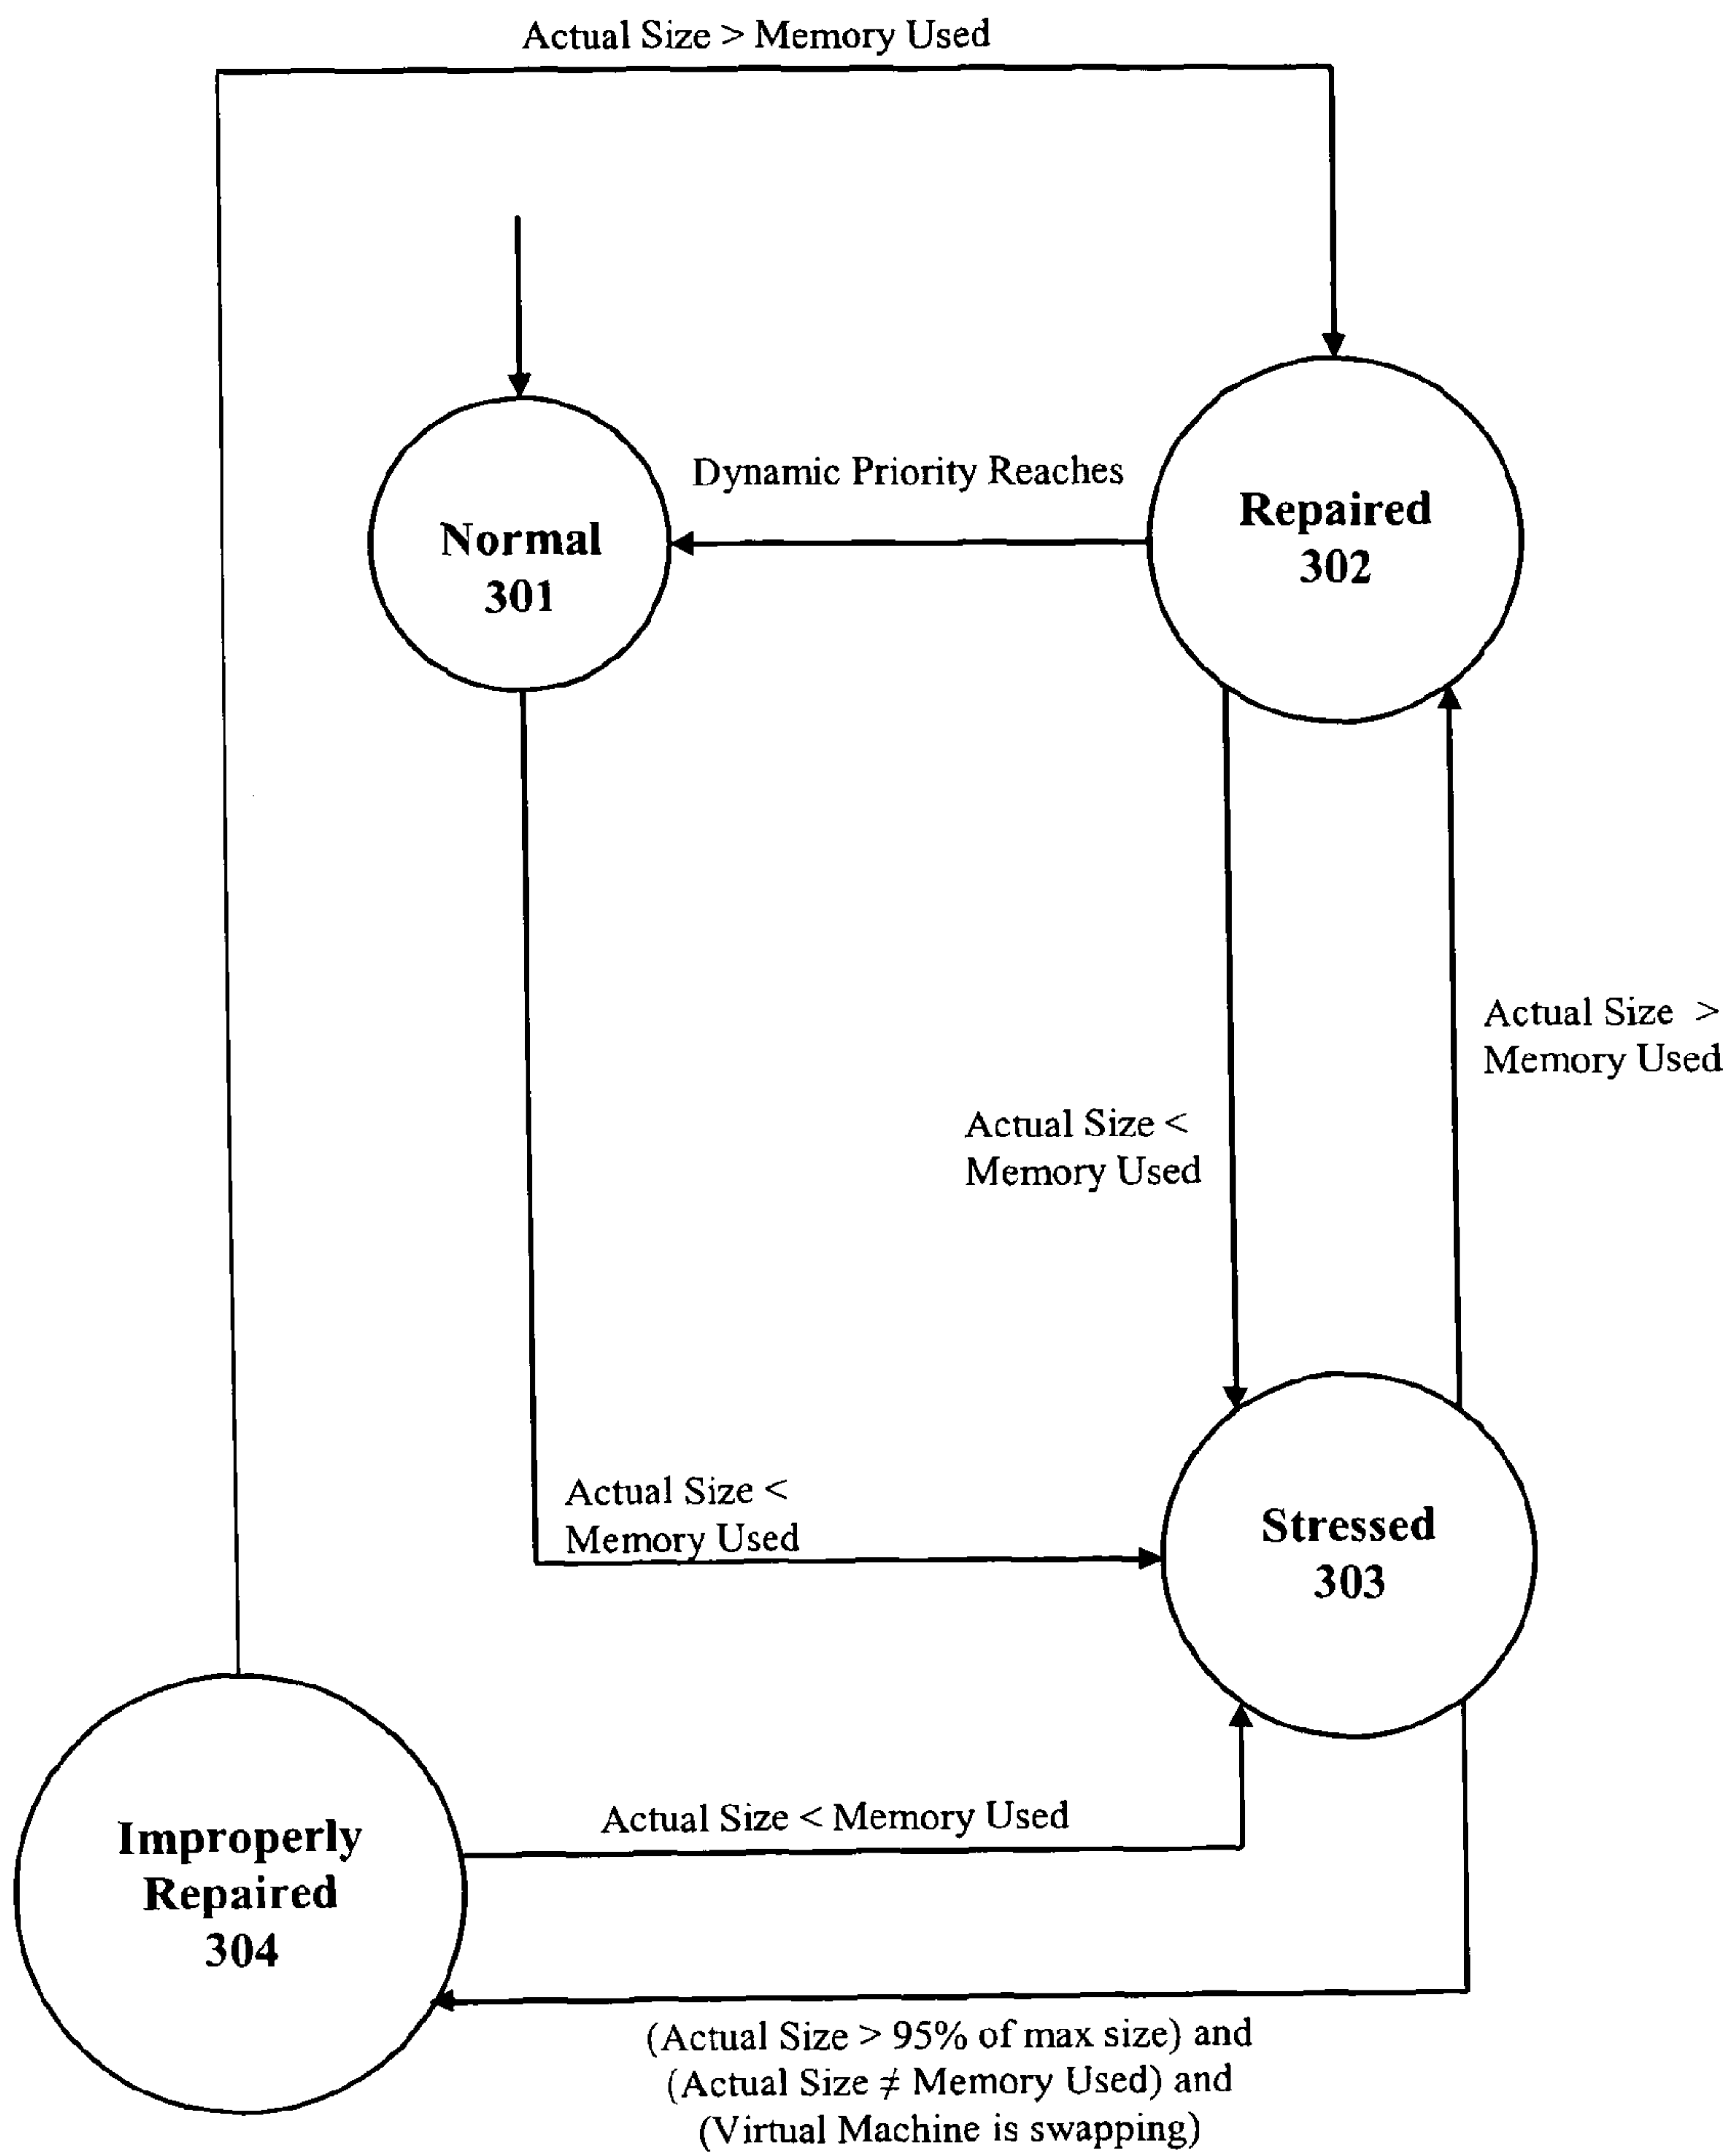 Actual Size > Memory Used
Dynamic Priority Reaches
Normal
301
Repaired
302
Actual Size >
Memory Used
Actual Size <
Memory Used
Actual Size <
Memory Used
Stressed
303
Actual Size < Memory Used
Improperly
Repaired
304
(Actual Size > 95% of max size) and
(Actual Size ≠ Memory Used) and
(Virtual Machine is swapping)